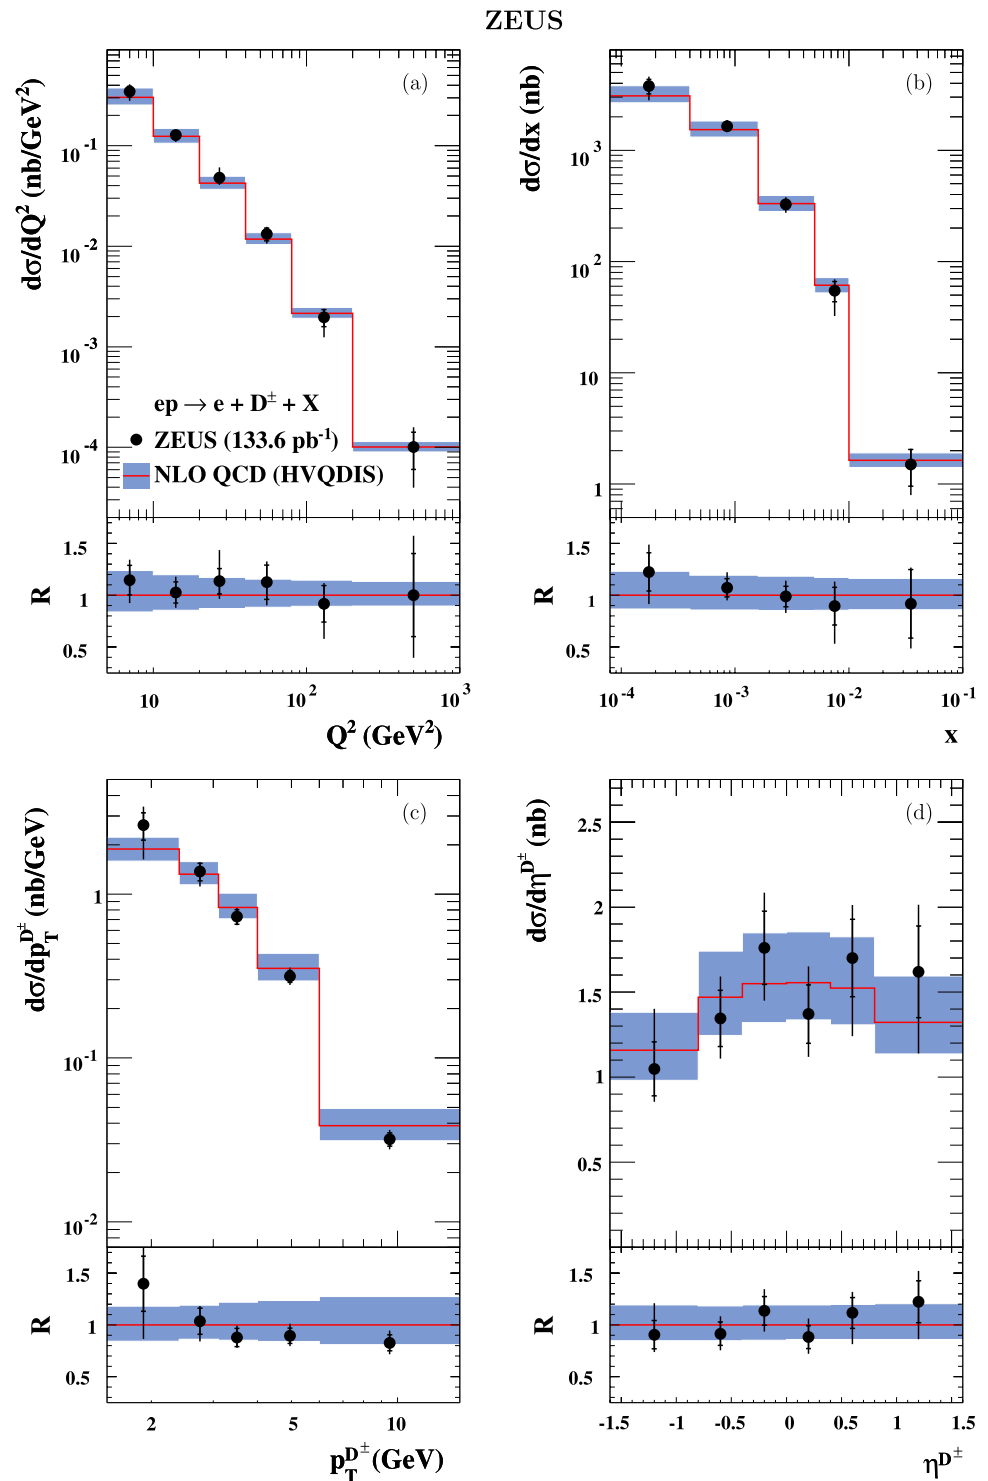 ZEUS
(a)
dσ/dQ² (nb/GeV²)
10⁻¹
10⁻²
10⁻³
10⁻⁴
ep → e + D± + X
ZEUS (133.6 pb⁻¹)
NLO QCD (HVQDIS)
R
1.5
1
0.5
10
10²
10³
Q² (GeV²)
(b)
dσ/dx (nb)
10³
10²
10
1
R
1.5
1
0.5
10⁻⁴
10⁻³
10⁻²
10⁻¹
x
(c)
dσ/dp_T^D± (nb/GeV)
1
10⁻¹
10⁻²
R
1.5
1
0.5
2
5
10
p_T^D± (GeV)
(d)
dσ/dη^D± (nb)
2.5
2
1.5
1
0.5
R
1.5
1
0.5
-1.5
-1
-0.5
0
0.5
1
1.5
η^D±